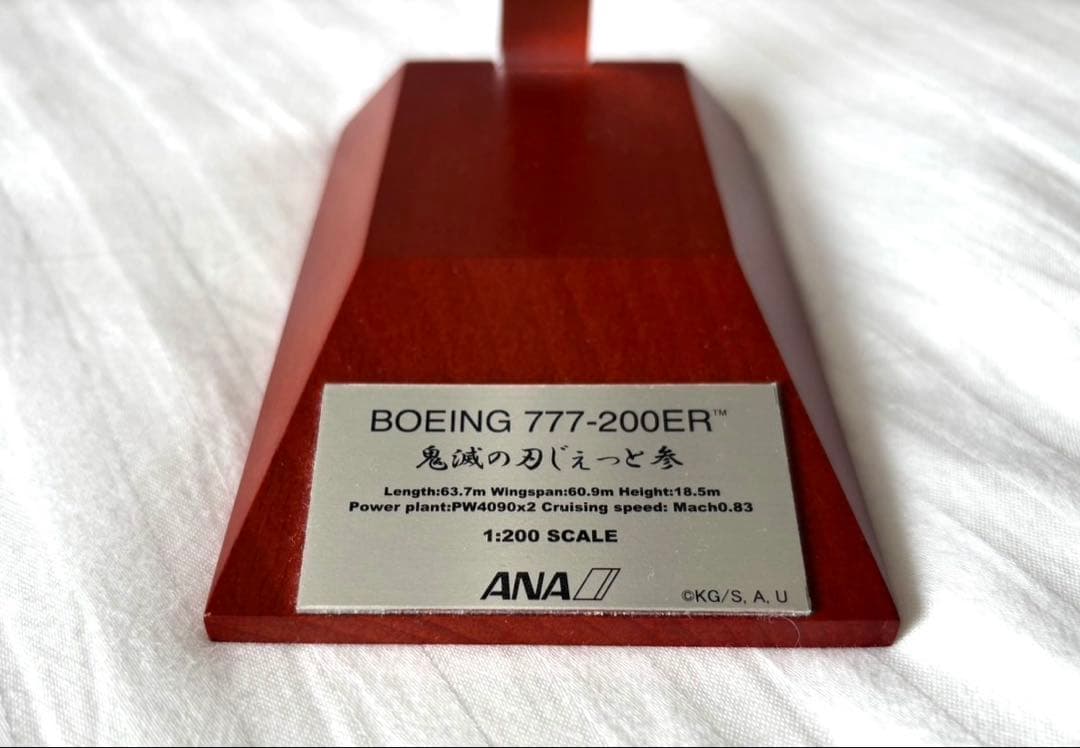 BOEING 777-200ER™
鬼滅の刃じぇっと参
Length:63.7m Wingspan:60.9m Height:18.5m
Power plant:PW4090x2 Cruising speed: Mach0.83
1:200 SCALE
ANA
©KG/S, A, U